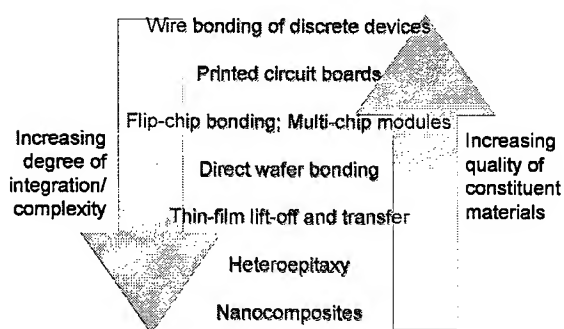 Wire bonding of discrete devices
Printed circuit boards
Flip-chip bonding; Multi-chip modules
Direct wafer bonding
Thin-film lift-off and transfer
Heteroepitaxy
Nanocomposites
Increasing
degree of
integration/
complexity
Increasing
quality of
constituent
materials